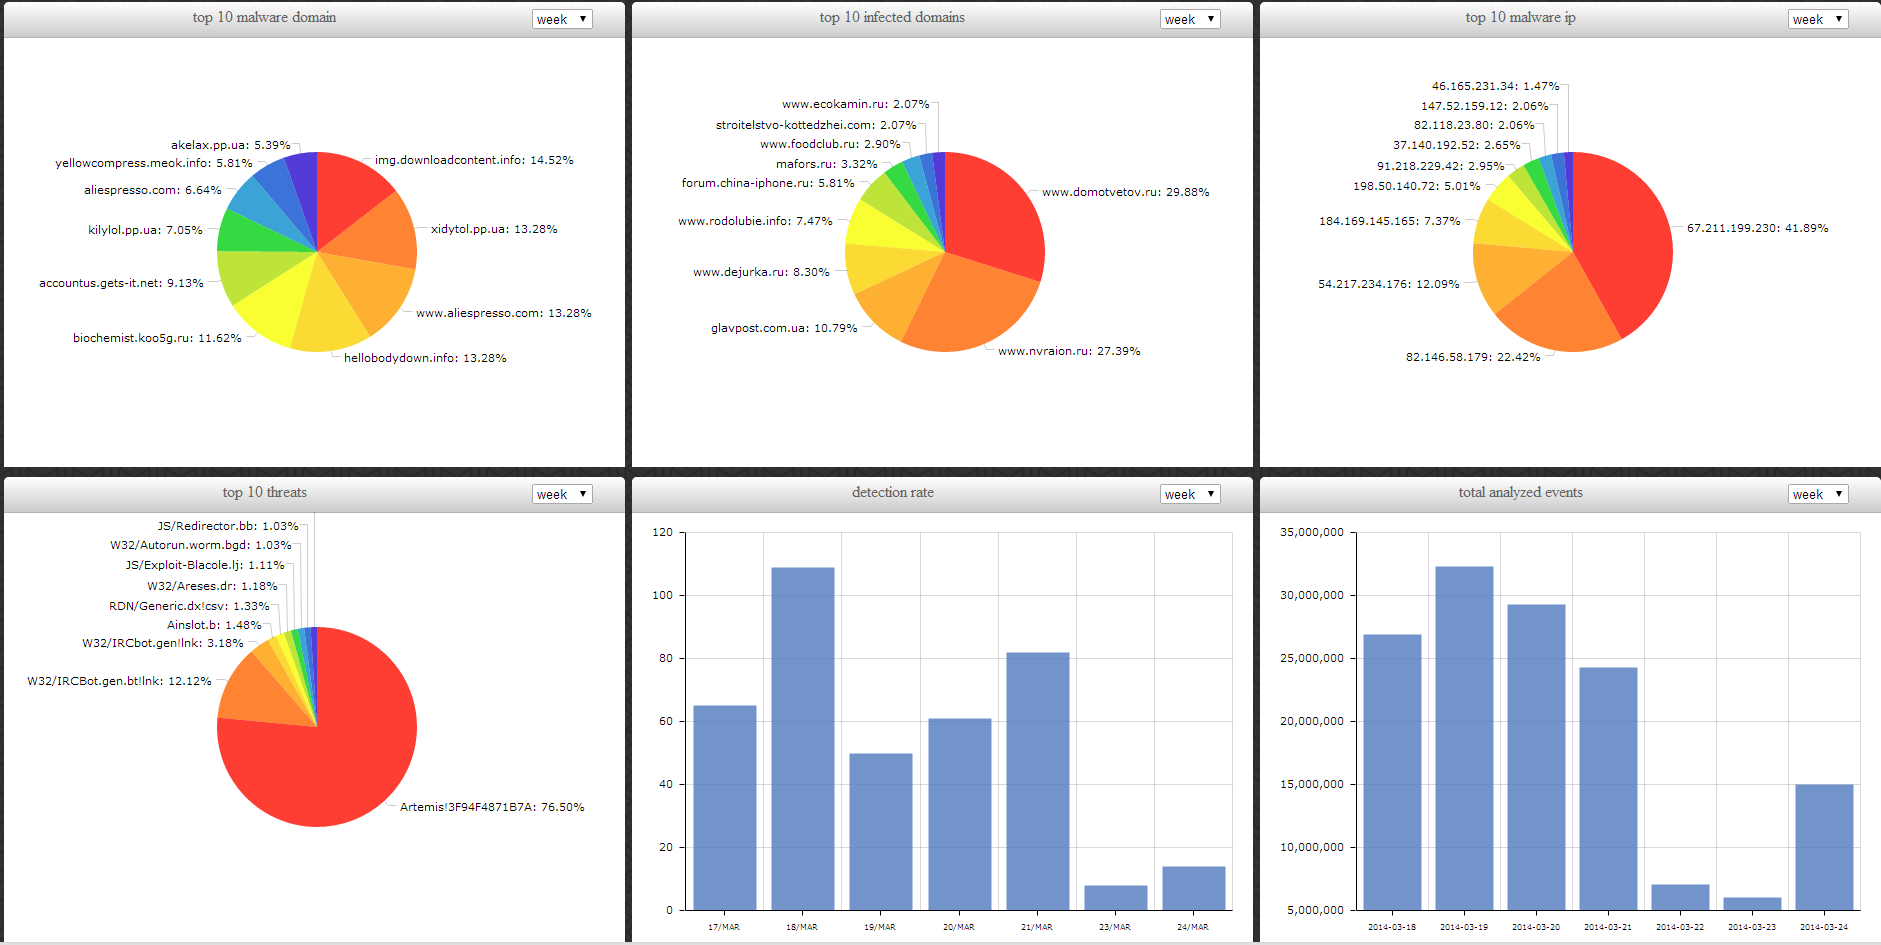 top 10 malware domain
week
akelax.pp.ua: 5.39%
yellowcompress.meok.info: 5.81%
aliespresso.com: 6.64%
kilylol.pp.ua: 7.05%
accountus.gets-it.net: 9.13%
biochemist.koo5g.ru: 11.62%
img.downloadcontent.info: 14.52%
xidytol.pp.ua: 13.28%
www.aliespresso.com: 13.28%
hellobodydown.info: 13.28%
top 10 infected domains
week
www.ecokamin.ru: 2.07%
stroitelstvo-kottedzhei.com: 2.07%
www.foodclub.ru: 2.90%
mafors.ru: 3.32%
forum.china-iphone.ru: 5.81%
www.rodolubie.info: 7.47%
www.dejurka.ru: 8.30%
glavpost.com.ua: 10.79%
www.domotvetov.ru: 29.88%
www.nvraion.ru: 27.39%
top 10 malware ip
week
46.165.231.34: 1.47%
147.52.159.12: 2.06%
82.118.23.80: 2.06%
37.140.192.52: 2.65%
91.218.229.42: 2.95%
198.50.140.72: 5.01%
184.169.145.165: 7.37%
54.217.234.176: 12.09%
82.146.58.179: 22.42%
67.211.199.230: 41.89%
top 10 threats
week
JS/Redirector.bb: 1.03%
W32/Autorun.worm.bgd: 1.03%
JS/Exploit-Blacole.lj: 1.11%
W32/Areses.dr: 1.18%
RDN/Generic.dx!csv: 1.33%
Ainslot.b: 1.48%
W32/IRCbot.gen!lnk: 3.18%
W32/IRCBot.gen.bt!lnk: 12.12%
Artemis!3F94F4871B7A: 76.50%
detection rate
week
120
100
80
60
40
20
0
17/MAR 18/MAR 19/MAR 20/MAR 21/MAR 23/MAR 24/MAR
total analyzed events
week
35,000,000
30,000,000
25,000,000
20,000,000
15,000,000
10,000,000
5,000,000
2014-03-18 2014-03-19 2014-03-20 2014-03-21 2014-03-22 2014-03-23 2014-03-24